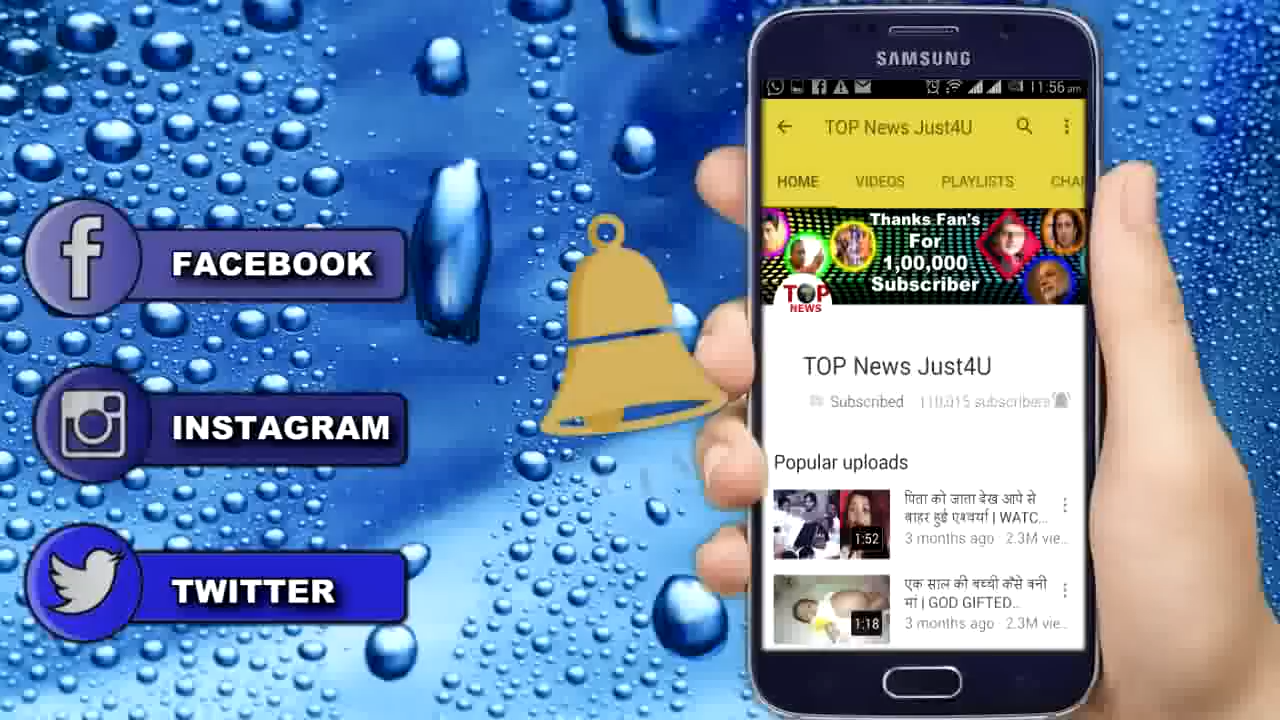 FACEBOOK
INSTAGRAM
TWITTER
SAMSUNG
11:56 am
TOP News Just4U
HOME VIDEOS PLAYLISTS CHAN
Thanks Fan's
For
1,00,000
Subscriber
TOP
NEWS
TOP News Just4U
Subscribed 110,015 subscribers
Popular uploads
पिता को जाता देख आपे से
बाहर हुई एश्वर्या | WATC...
3 months ago · 2.3M vie..
1:52
एक साल की बच्ची कैसे बनी
मां | GOD GIFTED...
3 months ago · 2.3M vie..
1:18